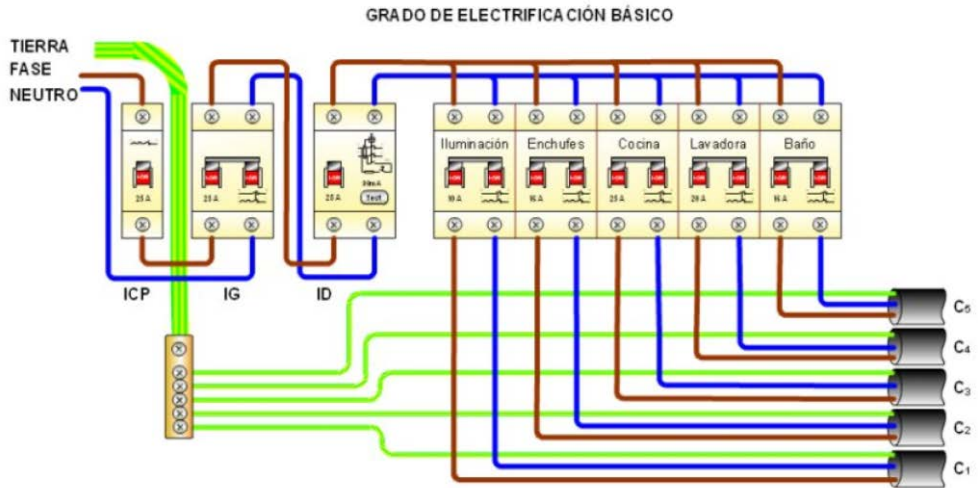 GRADO DE ELECTRIFICACIÓN BÁSICO
TIERRA
FASE
NEUTRO
Iluminación Enchufes Cocina Lavadora Baño
25 A 25 A 25 A Test 10 A 16 A 25 A 20 A 16 A
ICP IG ID
C5
C4
C3
C2
C1